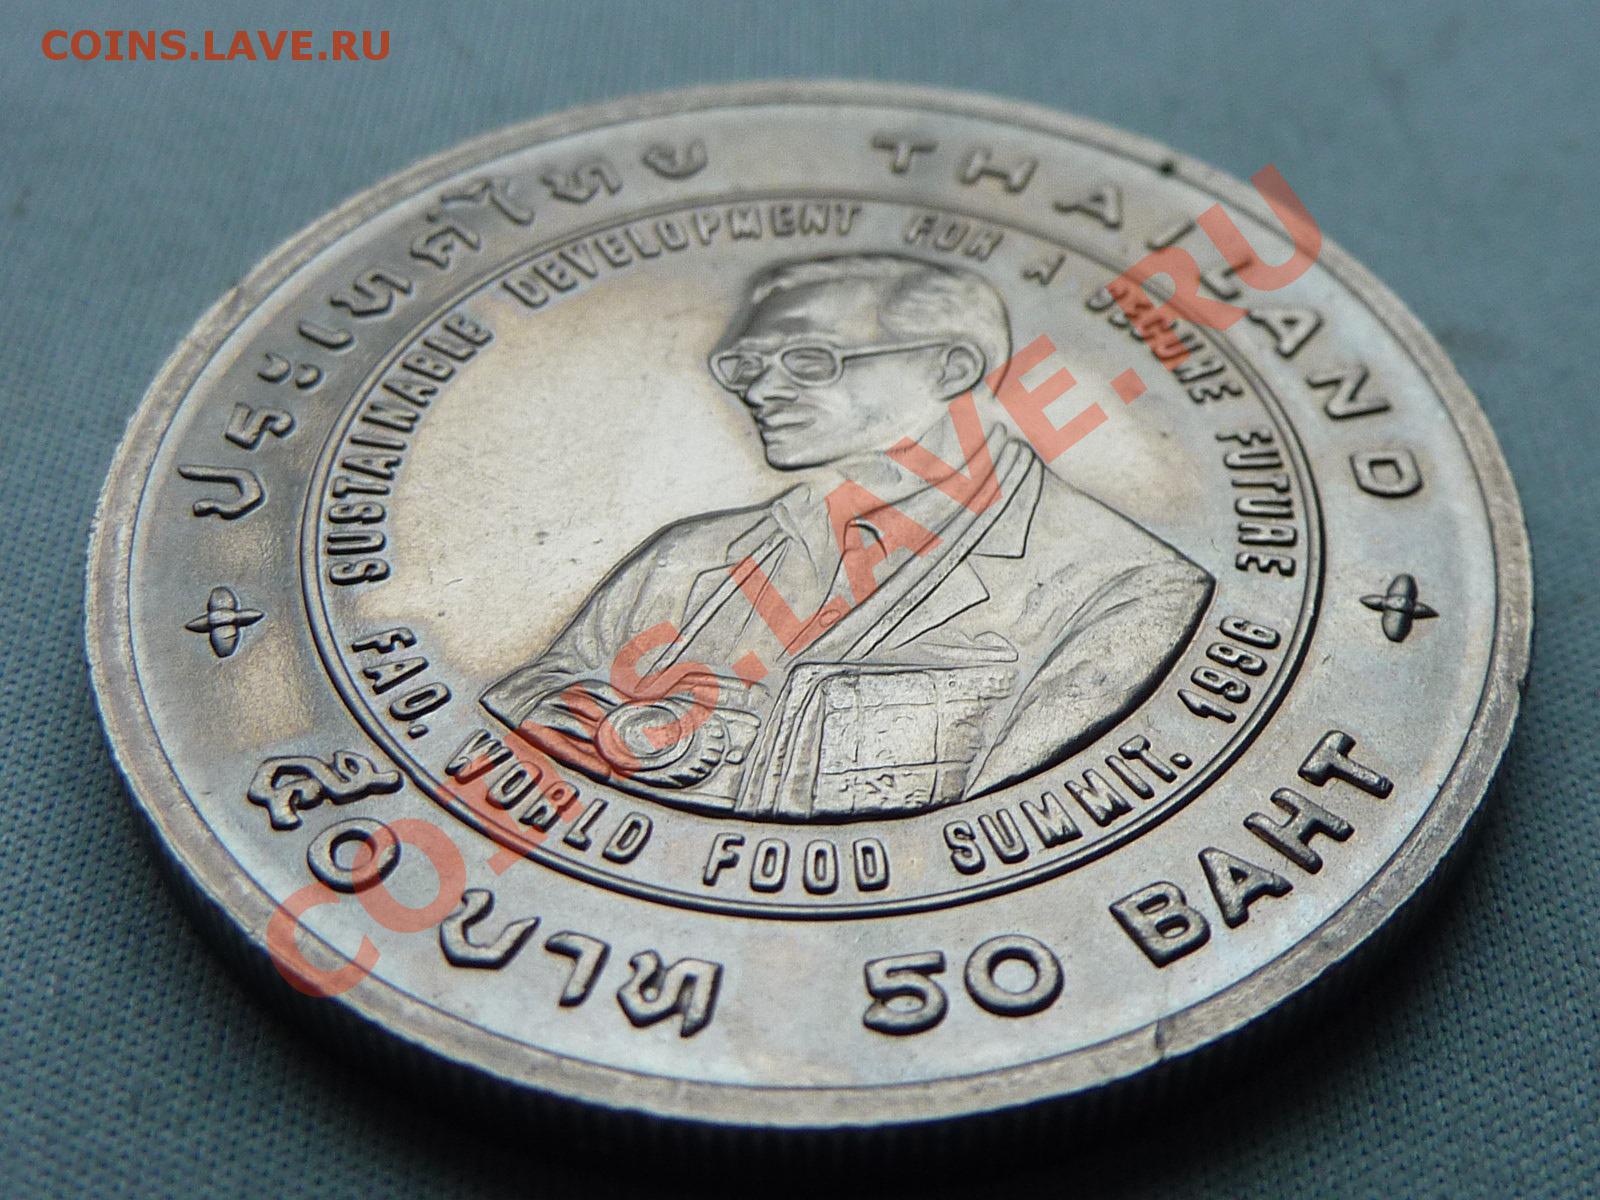 COINS.LAVE.RU
ประเทศไทย THAILAND
SUSTAINABLE DEVELOPMENT FOR A SECURE FUTURE
FAO. WORLD FOOD SUMMIT. 1996
๕๐ บาท 50 BAHT
COINS.LAVE.RU